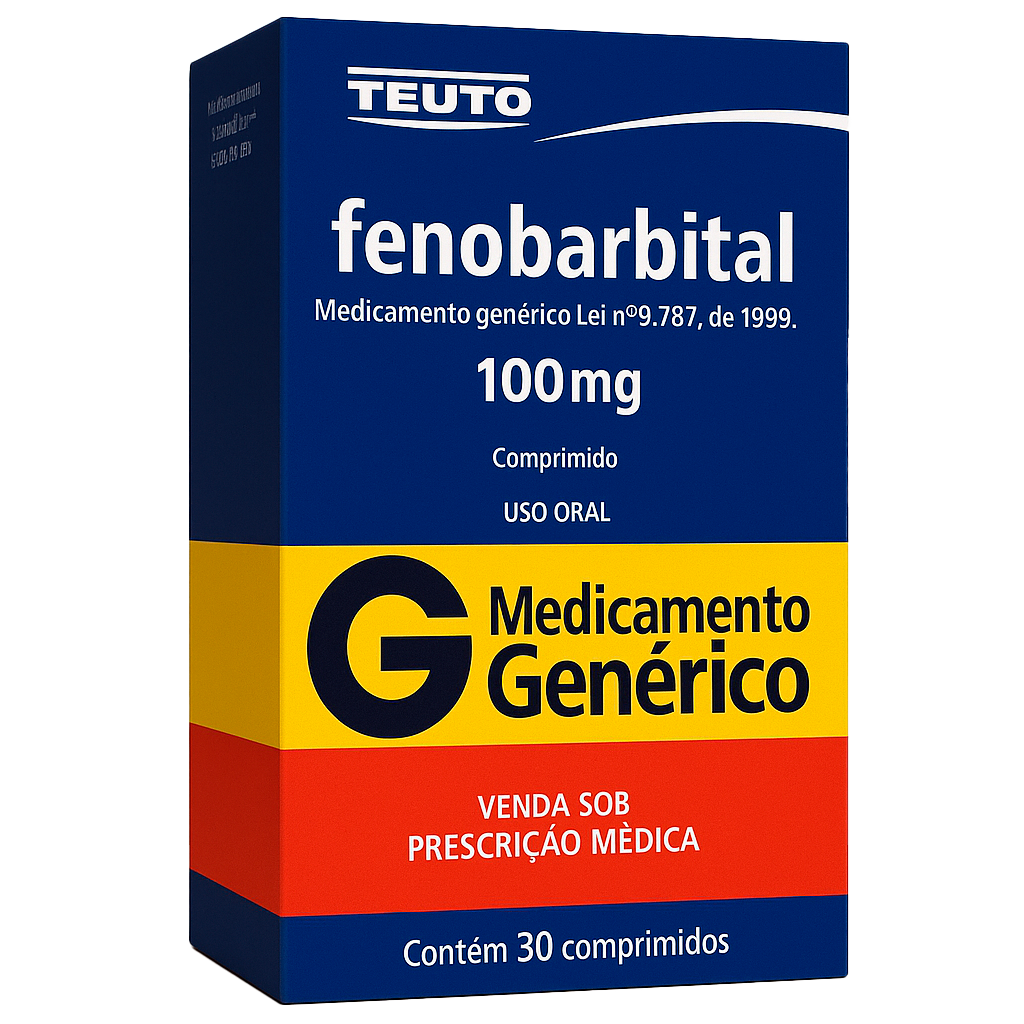 TEUTO
fenobarbital
Medicamento genérico Lei nº9.787, de 1999.
100mg
Comprimido
USO ORAL
G Medicamento
Genérico
VENDA SOB
PRESCRIÇÁO MÈDICA
Contém 30 comprimidos